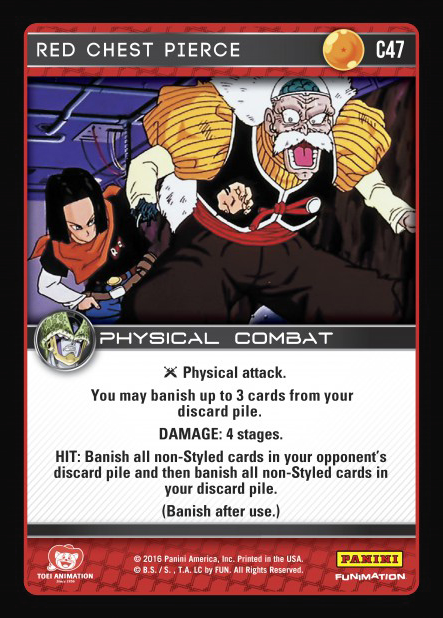 RED CHEST PIERCE
C47
PHYSICAL COMBAT
Physical attack.
You may banish up to 3 cards from your
discard pile.
DAMAGE: 4 stages.
HIT: Banish all non-Styled cards in your opponent's
discard pile and then banish all non-Styled cards in
your discard pile.
(Banish after use.)
TOEI ANIMATION
© 2016 Panini America, Inc. Printed in the USA.
© B.S. / S. , T.A. LC by FUN. All Rights Reserved.
PANINI
FUNIMATION